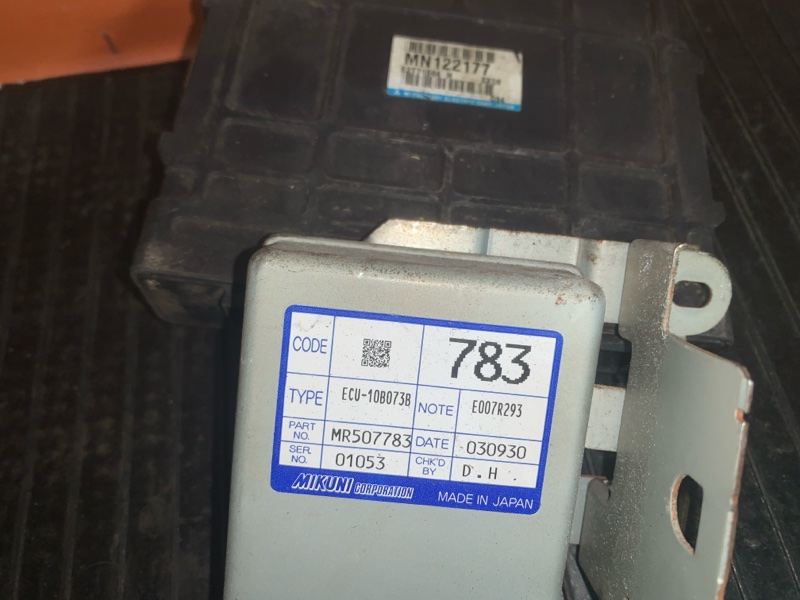 MN122177
CODE 783
TYPE ECU-10B073B NOTE E007R293
PART NO. MR507783 DATE 030930
SER. NO. 01053 CHK'D BY D.H
MIKUNI CORPORATION MADE IN JAPAN